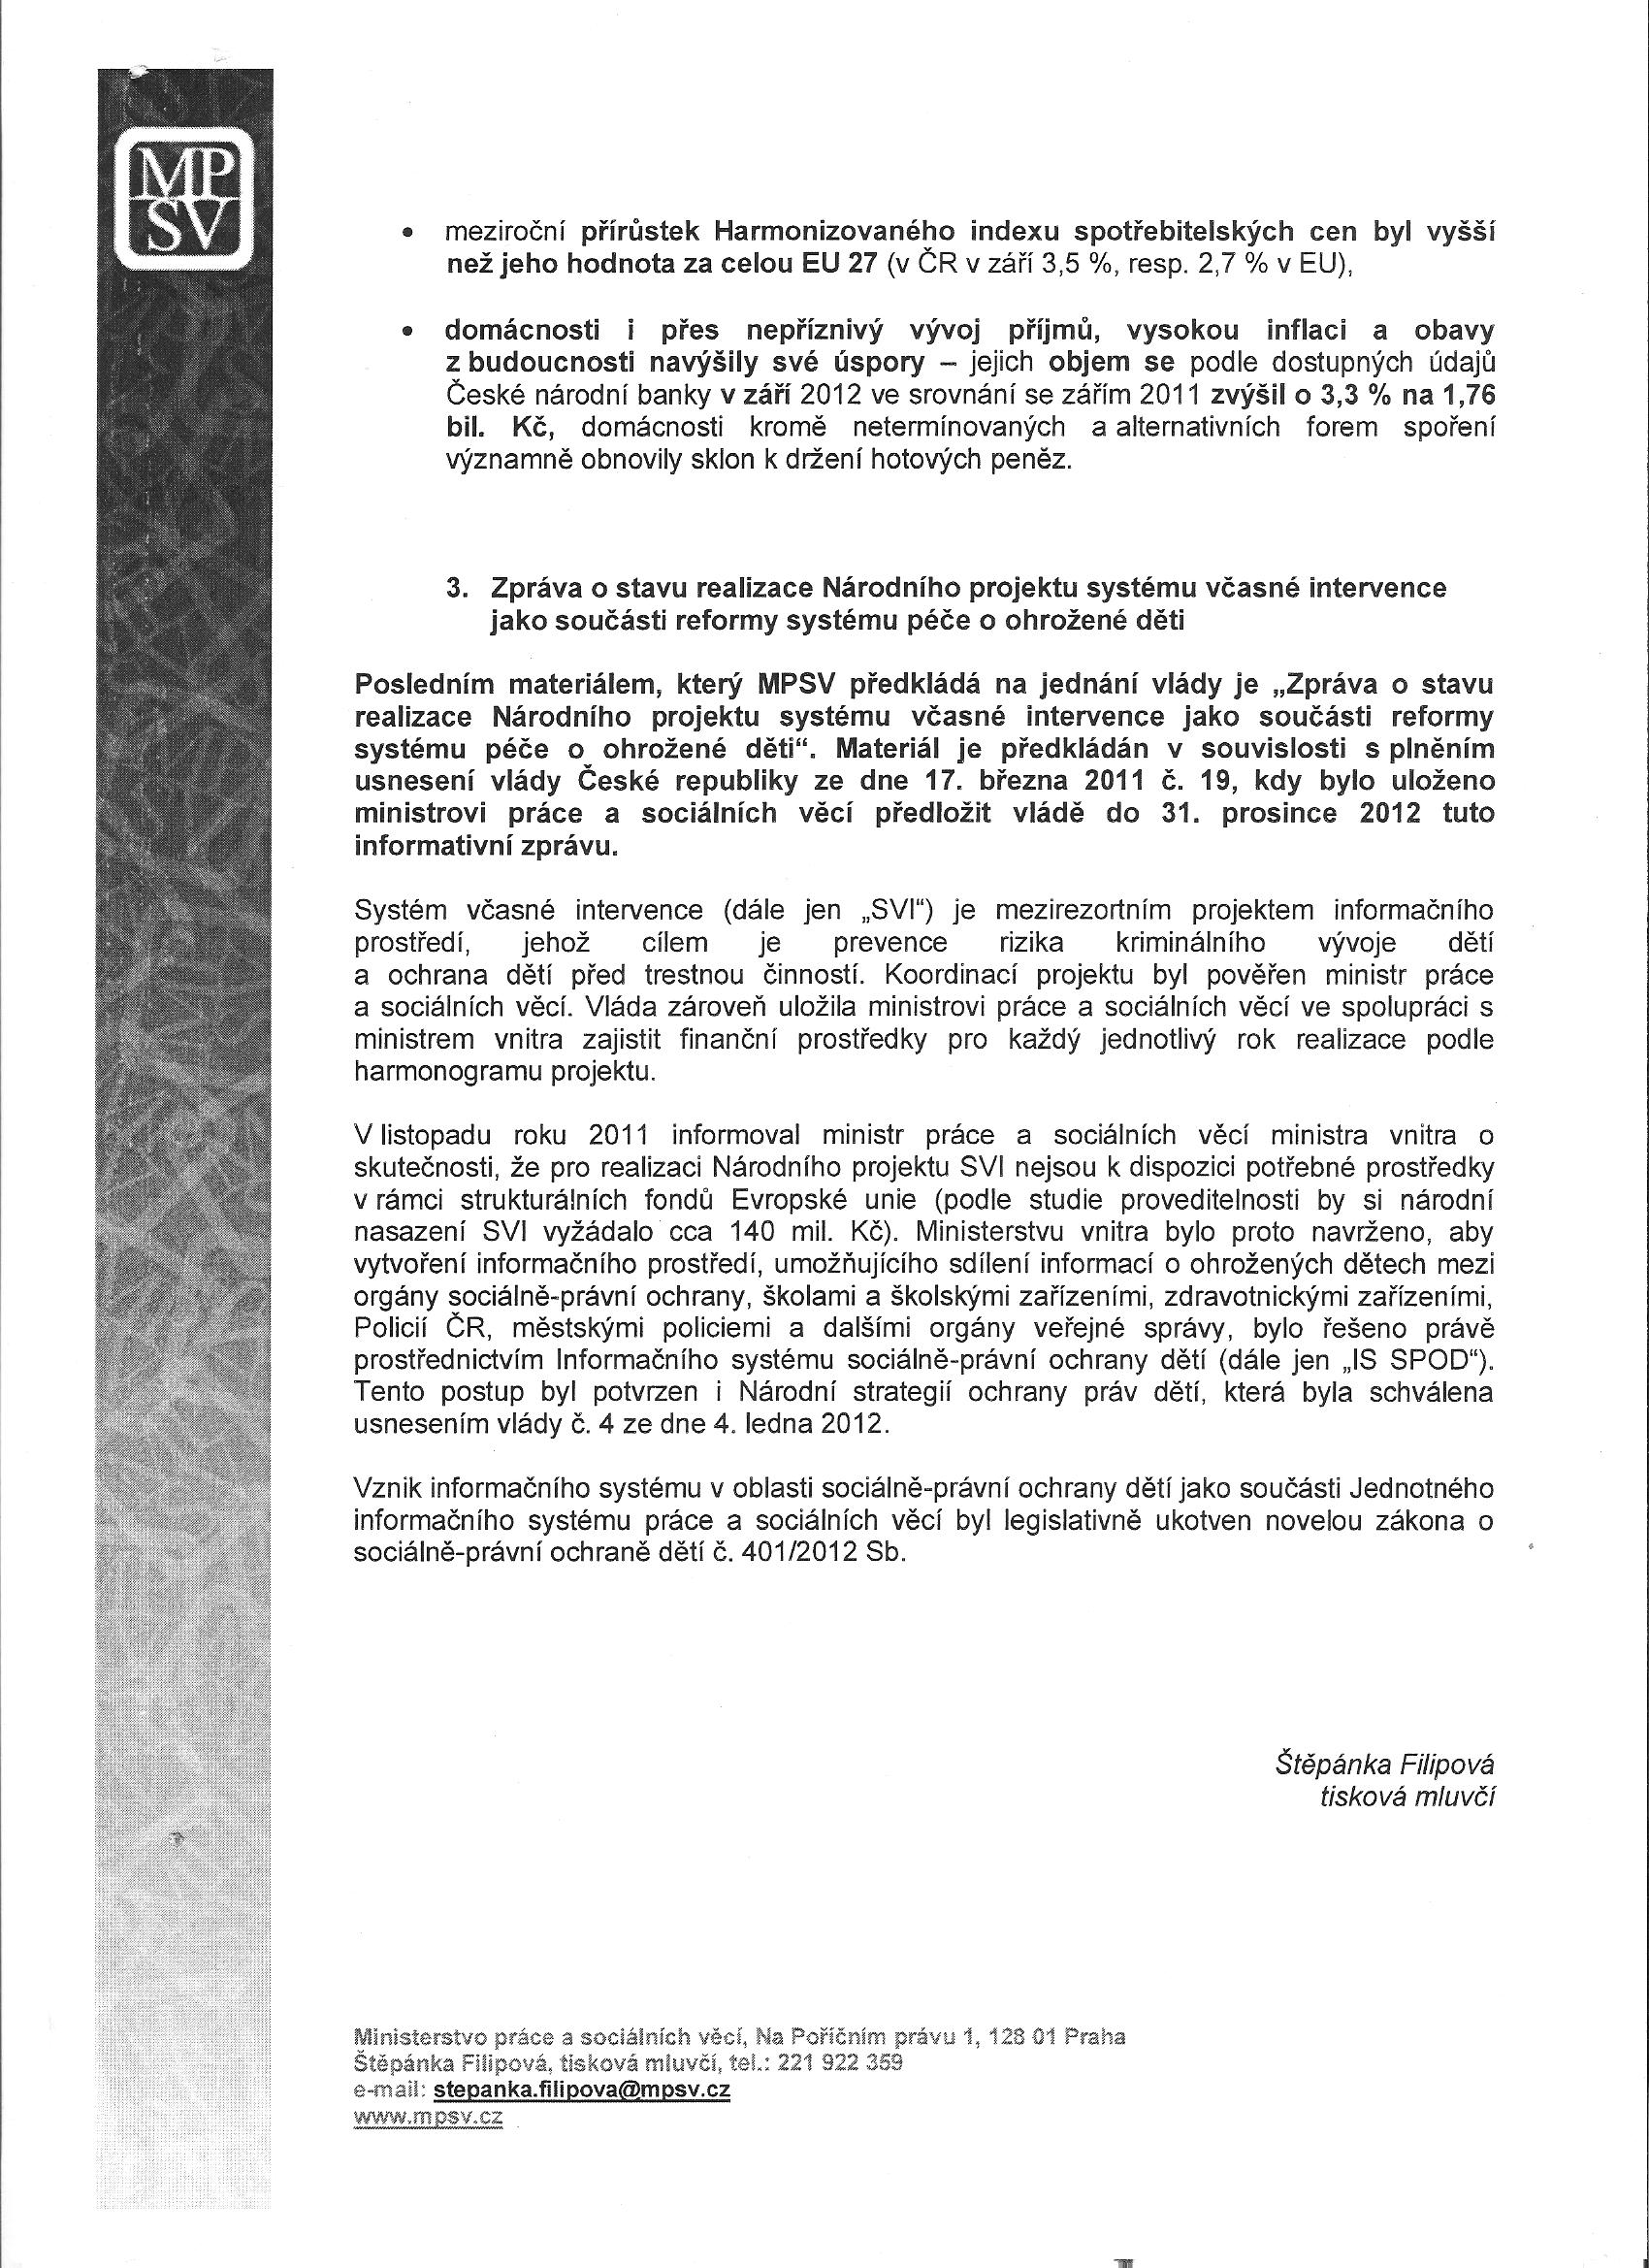 MP
SV
• meziroční přírůstek Harmonizovaného indexu spotřebitelských cen byl vyšší
než jeho hodnota za celou EU 27 (v ČR v září 3,5 %, resp. 2,7 % v EU),
• domácnosti i přes nepříznivý vývoj příjmů, vysokou inflaci a obavy
z budoucnosti navýšily své úspory – jejich objem se podle dostupných údajů
České národní banky v září 2012 ve srovnání se zářím 2011 zvýšil o 3,3 % na 1,76
bil. Kč, domácnosti kromě netermínovaných a alternativních forem spoření
významně obnovily sklon k držení hotových peněz.
3. Zpráva o stavu realizace Národního projektu systému včasné intervence
jako součásti reformy systému péče o ohrožené děti
Posledním materiálem, který MPSV předkládá na jednání vlády je „Zpráva o stavu
realizace Národního projektu systému včasné intervence jako součásti reformy
systému péče o ohrožené děti“. Materiál je předkládán v souvislosti s plněním
usnesení vlády České republiky ze dne 17. března 2011 č. 19, kdy bylo uloženo
ministrovi práce a sociálních věcí předložit vládě do 31. prosince 2012 tuto
informativní zprávu.
Systém včasné intervence (dále jen „SVI“) je mezirezortním projektem informačního
prostředí, jehož cílem je prevence rizika kriminálního vývoje dětí
a ochrana dětí před trestnou činností. Koordinací projektu byl pověřen ministr práce
a sociálních věcí. Vláda zároveň uložila ministrovi práce a sociálních věcí ve spolupráci s
ministrem vnitra zajistit finanční prostředky pro každý jednotlivý rok realizace podle
harmonogramu projektu.
V listopadu roku 2011 informoval ministr práce a sociálních věcí ministra vnitra o
skutečnosti, že pro realizaci Národního projektu SVI nejsou k dispozici potřebné prostředky
v rámci strukturálních fondů Evropské unie (podle studie proveditelnosti by si národní
nasazení SVI vyžádalo cca 140 mil. Kč). Ministerstvu vnitra bylo proto navrženo, aby
vytvoření informačního prostředí, umožňujícího sdílení informací o ohrožených dětech mezi
orgány sociálně-právní ochrany, školami a školskými zařízeními, zdravotnickými zařízeními,
Policií ČR, městskými policiemi a dalšími orgány veřejné správy, bylo řešeno právě
prostřednictvím Informačního systému sociálně-právní ochrany dětí (dále jen „IS SPOD“).
Tento postup byl potvrzen i Národní strategií ochrany práv dětí, která byla schválena
usnesením vlády č. 4 ze dne 4. ledna 2012.
Vznik informačního systému v oblasti sociálně-právní ochrany dětí jako součásti Jednotného
informačního systému práce a sociálních věcí byl legislativně ukotven novelou zákona o
sociálně-právní ochraně dětí č. 401/2012 Sb.
Štěpánka Filipová
tisková mluvčí
Ministerstvo práce a sociálních věcí, Na Poříčním právu 1, 128 01 Praha
Štěpánka Filipová, tisková mluvčí, tel.: 221 922 359
e-mail: stepanka.filipova@mpsv.cz
www.mpsv.cz